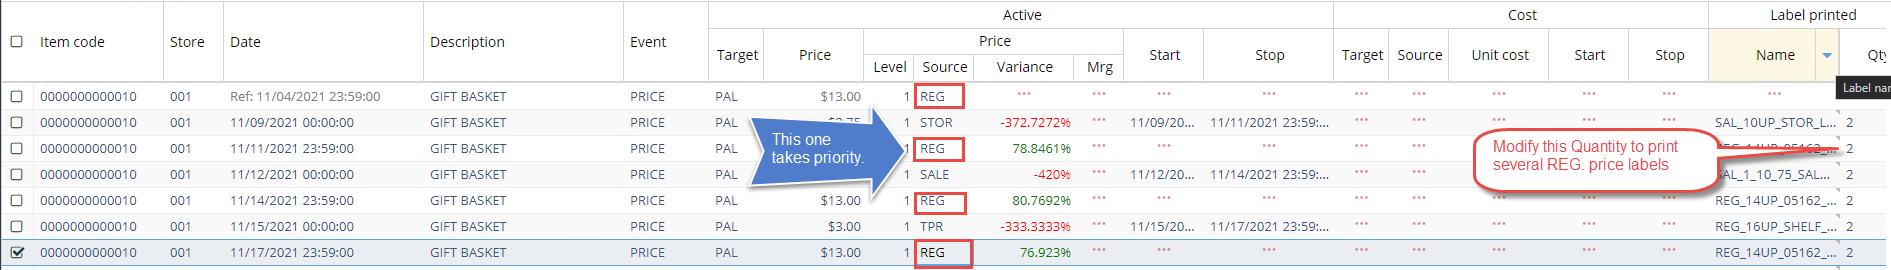 Active Cost Label printed
Item code Store Date Description Event Target Price Price Start Stop Target Source Unit cost Start Stop Name Qty
Level Source Variance Mrg
Label nar
0000000000010 001 Ref: 11/04/2021 23:59:00 GIFT BASKET PRICE PAL $13.00 1 REG *** *** *** *** *** *** *** *** *** ***
0000000000010 001 11/09/2021 00:00:00 GIFT BASKET PRICE PAL 1 STOR -372.7272% *** 11/09/20... 11/11/2021 23:59:... *** *** *** *** *** SAL_10UP_STOR_L... 2
0000000000010 001 11/11/2021 23:59:00 GIFT BASKET PRICE PAL 1 REG 78.8461% *** *** *** *** *** 2
0000000000010 001 11/12/2021 00:00:00 GIFT BASKET PRICE PAL 1 SALE -420% *** 11/12/20... 11/14/2021 23:59:... *** *** SAL_1_10_75_SAL... 2
0000000000010 001 11/14/2021 23:59:00 GIFT BASKET PRICE PAL $13.00 1 REG 80.7692% *** *** *** *** *** *** *** *** REG_14UP_05162_... 2
0000000000010 001 11/15/2021 00:00:00 GIFT BASKET PRICE PAL $3.00 1 TPR -333.3333% *** 11/15/20... 11/17/2021 23:59:... *** *** *** *** *** REG_16UP_SHELF_... 2
0000000000010 001 11/17/2021 23:59:00 GIFT BASKET PRICE PAL $13.00 1 REG 76.923% *** *** *** *** *** *** *** *** REG_14UP_05162_... 2
This one
takes priority.
Modify this Quantity to print
several REG. price labels